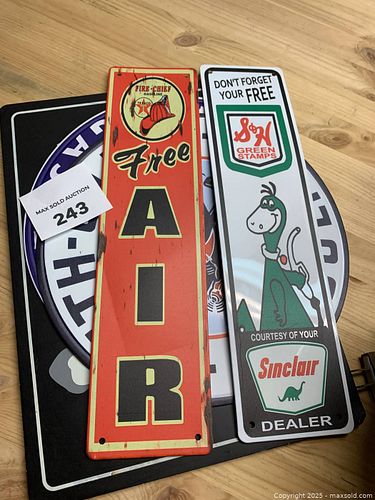 MAX SOLD AUCTION
243
FIRE-CHIEF
GASOLINE
Free
A
I
R
DON'T FORGET
YOUR FREE
S&H
GREEN
STAMPS
COURTESY OF YOUR
Sinclair
DEALER
Copyright 2025 - maxsold.com